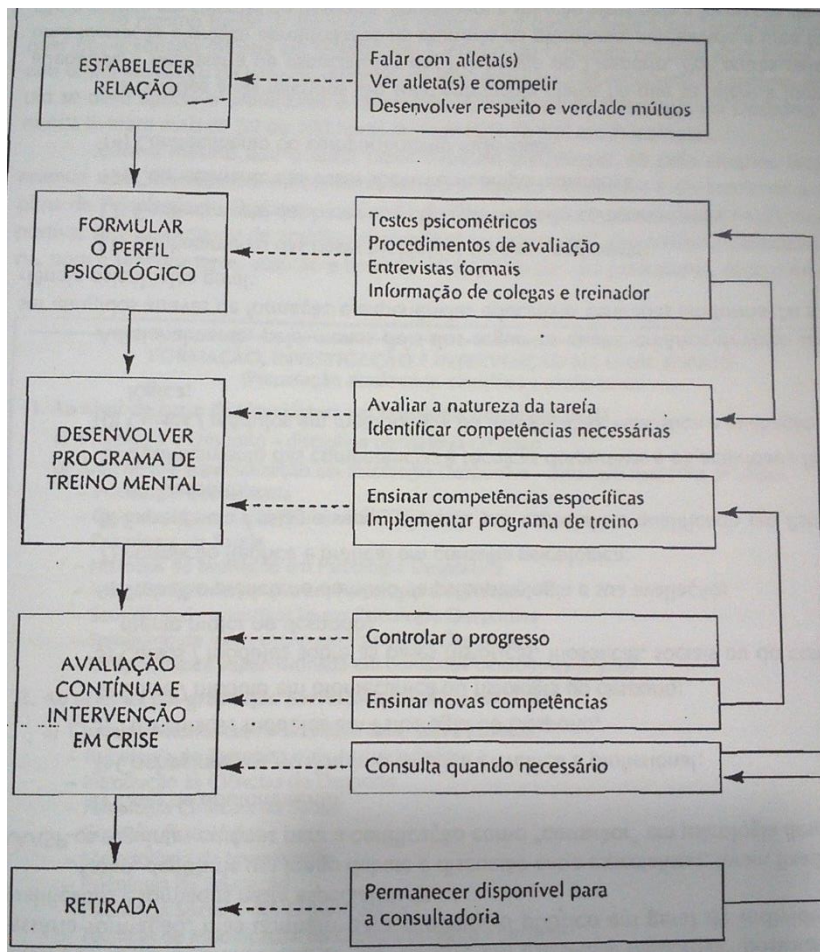 ESTABELECER
RELAÇÃO
Falar com atleta(s)
Ver atleta(s) e competir
Desenvolver respeito e verdade mútuos
FORMULAR
O PERFIL
PSICOLÓGICO
Testes psicométricos
Procedimentos de avaliação
Entrevistas formais
Informação de colegas e treinador
DESENVOLVER
PROGRAMA DE
TREINO MENTAL
Avaliar a natureza da tarefa
Identifica competências necessárias
Ensinar competências específicas
Implementar programa de treino
AVALIAÇÃO
CONTÍNUA E
INTERVENÇÃO
EM CRISE
Controlar o progresso
Ensinar novas competências
Consulta quando necessário
RETIRADA
Permanecer disponível para
a consultadoria